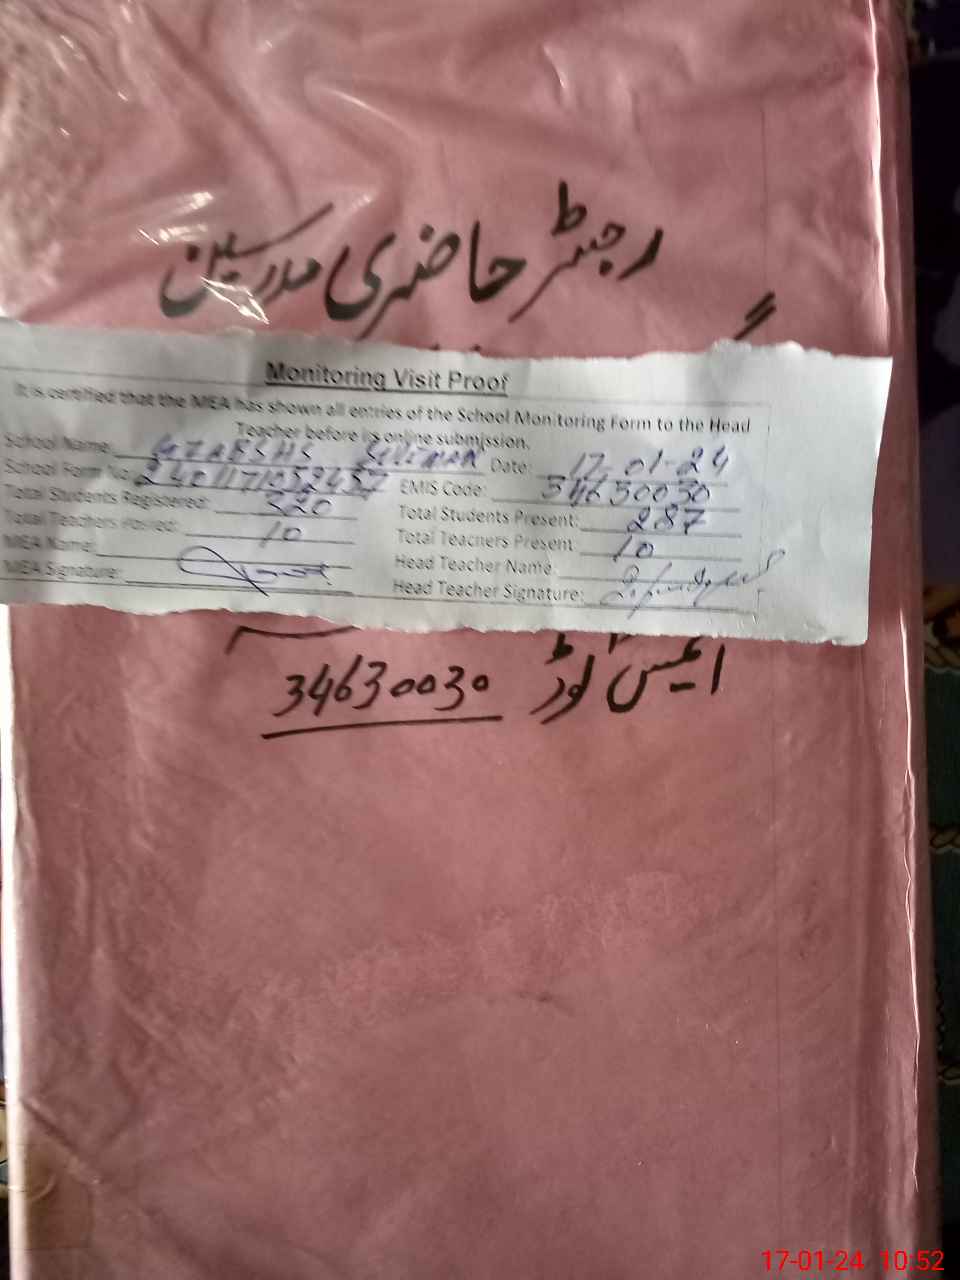 رجسٹر حاضری مدرسین
Monitoring Visit Proof
It is certified that the MEA has shown all entries of the School Monitoring Form to the Head
Teacher before its online submission.
School Name: Date: 17-01-24
School Form No: EMIS Code: 34630030
Total Students Registered: 320 Total Students Present: 287
Total Teachers Posted: 10 Total Teachers Present: 10
MEA Name: Head Teacher Name:
MEA Signature: Head Teacher Signature:
34630030
17-01-24 10:52